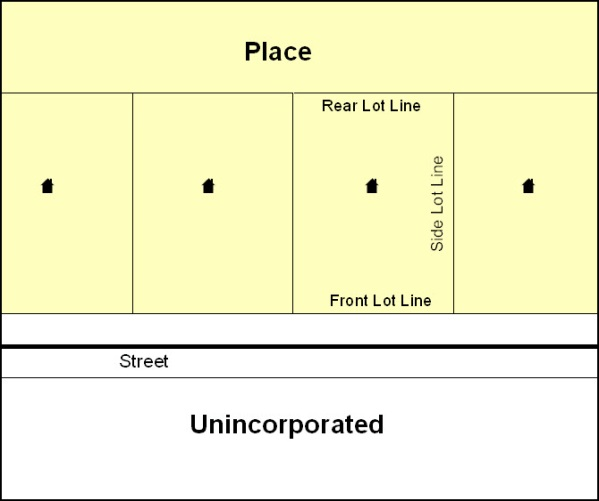 Place
Rear Lot Line
Side Lot Line
Front Lot Line
Street
Unincorporated